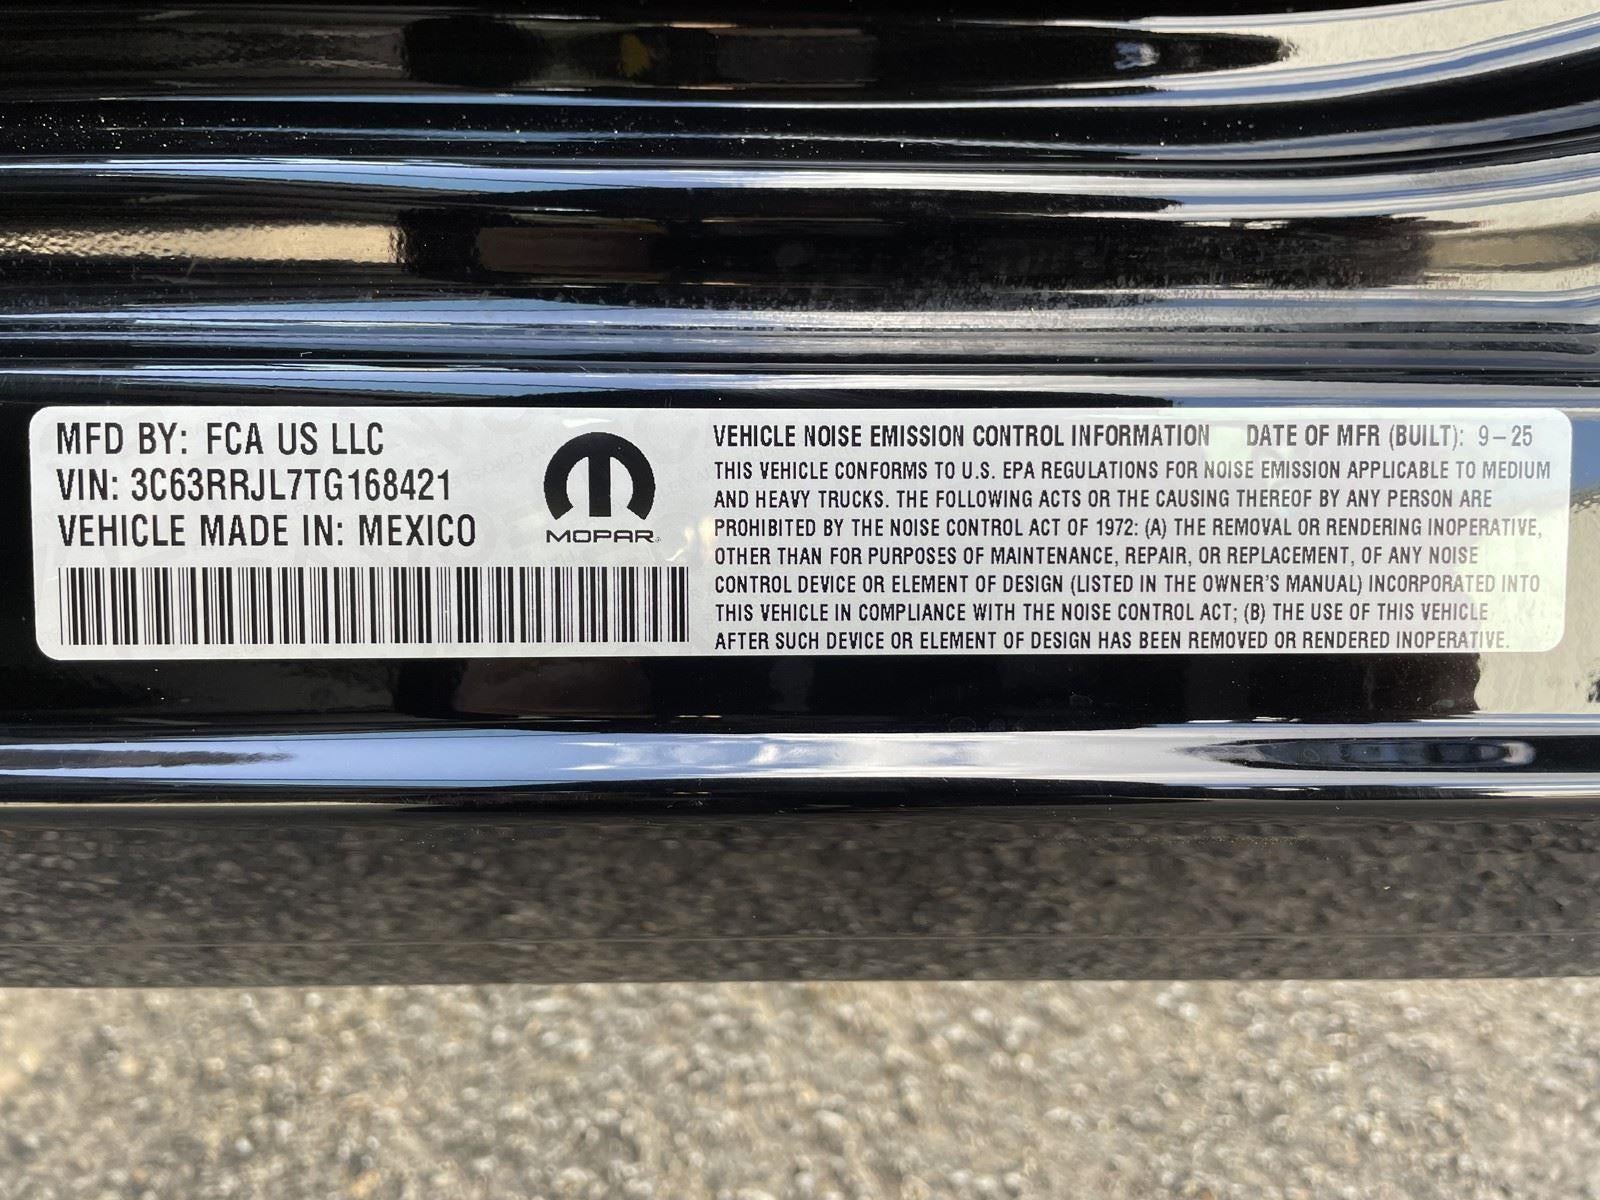 MFD BY: FCA US LLC
VIN: 3C63RRJL7TG168421
VEHICLE MADE IN: MEXICO
MOPAR
VEHICLE NOISE EMISSION CONTROL INFORMATION DATE OF MFR (BUILT): 9-25
THIS VEHICLE CONFORMS TO U.S. EPA REGULATIONS FOR NOISE EMISSION APPLICABLE TO MEDIUM
AND HEAVY TRUCKS. THE FOLLOWING ACTS OR THE CAUSING THEREOF BY ANY PERSON ARE
PROHIBITED BY THE NOISE CONTROL ACT OF 1972: (A) THE REMOVAL OR RENDERING INOPERATIVE,
OTHER THAN FOR PURPOSES OF MAINTENANCE, REPAIR, OR REPLACEMENT, OF ANY NOISE
CONTROL DEVICE OR ELEMENT OF DESIGN (LISTED IN THE OWNER'S MANUAL) INCORPORATED INTO
THIS VEHICLE IN COMPLIANCE WITH THE NOISE CONTROL ACT; (B) THE USE OF THIS VEHICLE
AFTER SUCH DEVICE OR ELEMENT OF DESIGN HAS BEEN REMOVED OR RENDERED INOPERATIVE.